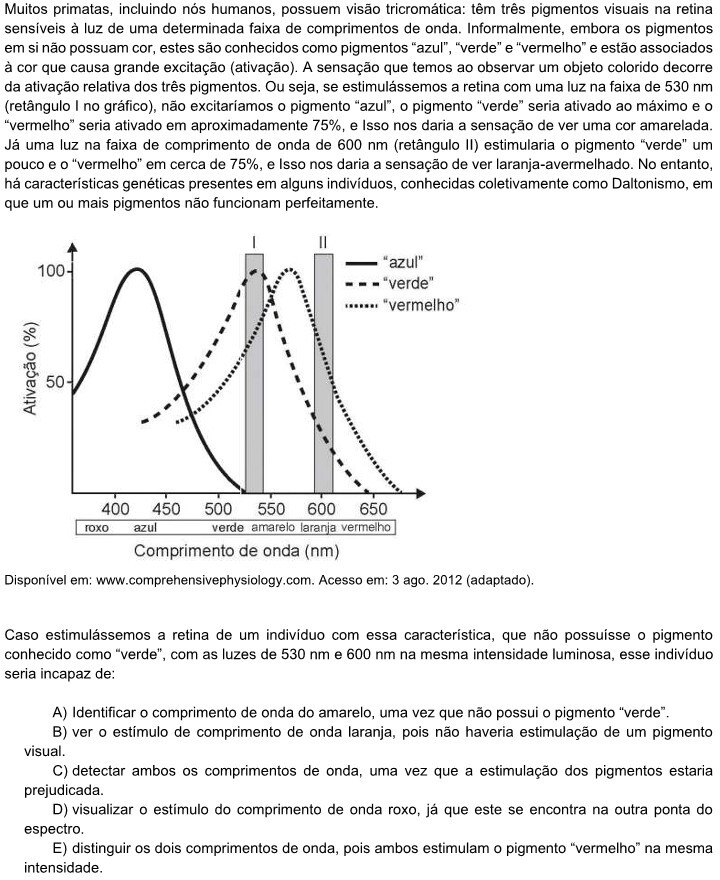 Muitos primatas, incluindo nós humanos, possuem visão tricromática: têm três pigmentos visuais na retina
sensíveis à luz de uma determinada faixa de comprimentos de onda. Informalmente, embora os pigmentos
em si não possuam cor, estes são conhecidos como pigmentos “azul”, “verde” e “vermelho” e estão associados
à cor que causa grande excitação (ativação). A sensação que temos ao observar um objeto colorido decorre
da ativação relativa dos três pigmentos. Ou seja, se estimulássemos a retina com uma luz na faixa de 530 nm
(retângulo I no gráfico), não excitaríamos o pigmento “azul”, o pigmento “verde” seria ativado ao máximo e o
“vermelho” seria ativado em aproximadamente 75%, e Isso nos daria a sensação de ver uma cor amarelada.
Já uma luz na faixa de comprimento de onda de 600 nm (retângulo II) estimularia o pigmento “verde” um
pouco e o “vermelho” em cerca de 75%, e Isso nos daria a sensação de ver laranja-avermelhado. No entanto,
há características genéticas presentes em alguns indivíduos, conhecidas coletivamente como Daltonismo, em
que um ou mais pigmentos não funcionam perfeitamente.
I II
“azul”
“verde”
“vermelho”
100
50
Ativação (%)
400 450 500 550 600 650
roxo azul verde amarelo laranja vermelho
Comprimento de onda (nm)
Disponível em: www.comprehensivephysiology.com. Acesso em: 3 ago. 2012 (adaptado).
Caso estimulássemos a retina de um indivíduo com essa característica, que não possuísse o pigmento
conhecido como “verde”, com as luzes de 530 nm e 600 nm na mesma intensidade luminosa, esse indivíduo
seria incapaz de:
A) Identificar o comprimento de onda do amarelo, uma vez que não possui o pigmento “verde”.
B) ver o estímulo de comprimento de onda laranja, pois não haveria estimulação de um pigmento
visual.
C) detectar ambos os comprimentos de onda, uma vez que a estimulação dos pigmentos estaria
prejudicada.
D) visualizar o estímulo do comprimento de onda roxo, já que este se encontra na outra ponta do
espectro.
E) distinguir os dois comprimentos de onda, pois ambos estimulam o pigmento “vermelho” na mesma
intensidade.